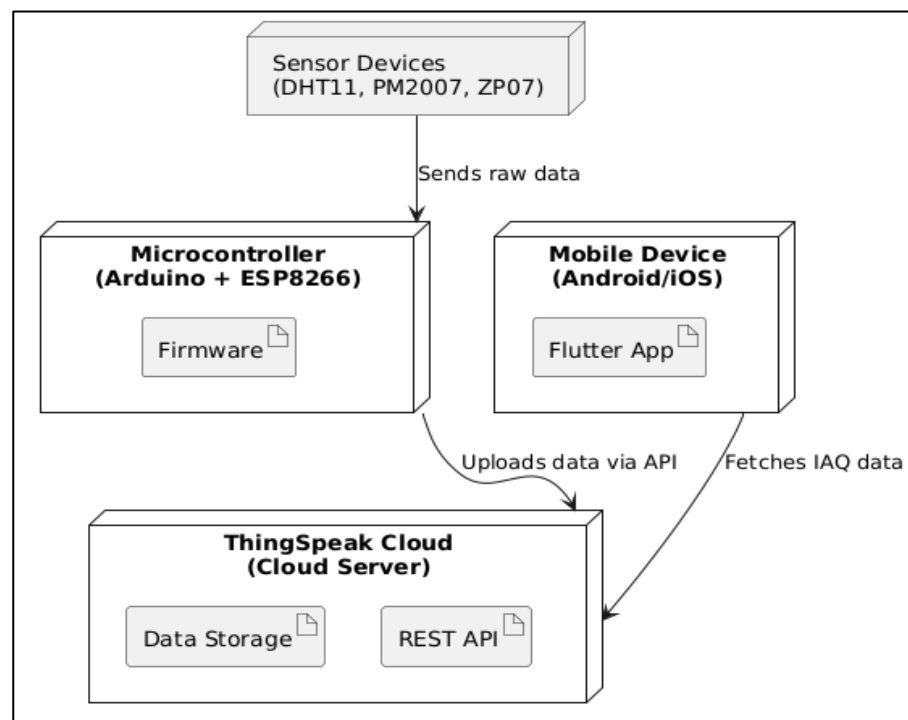 Sensor Devices
(DHT11, PM2007, ZP07)
Sends raw data
Microcontroller
(Arduino + ESP8266)
Firmware
Mobile Device
(Android/iOS)
Flutter App
Uploads data via API
Fetches IAQ data
ThingSpeak Cloud
(Cloud Server)
Data Storage
REST API